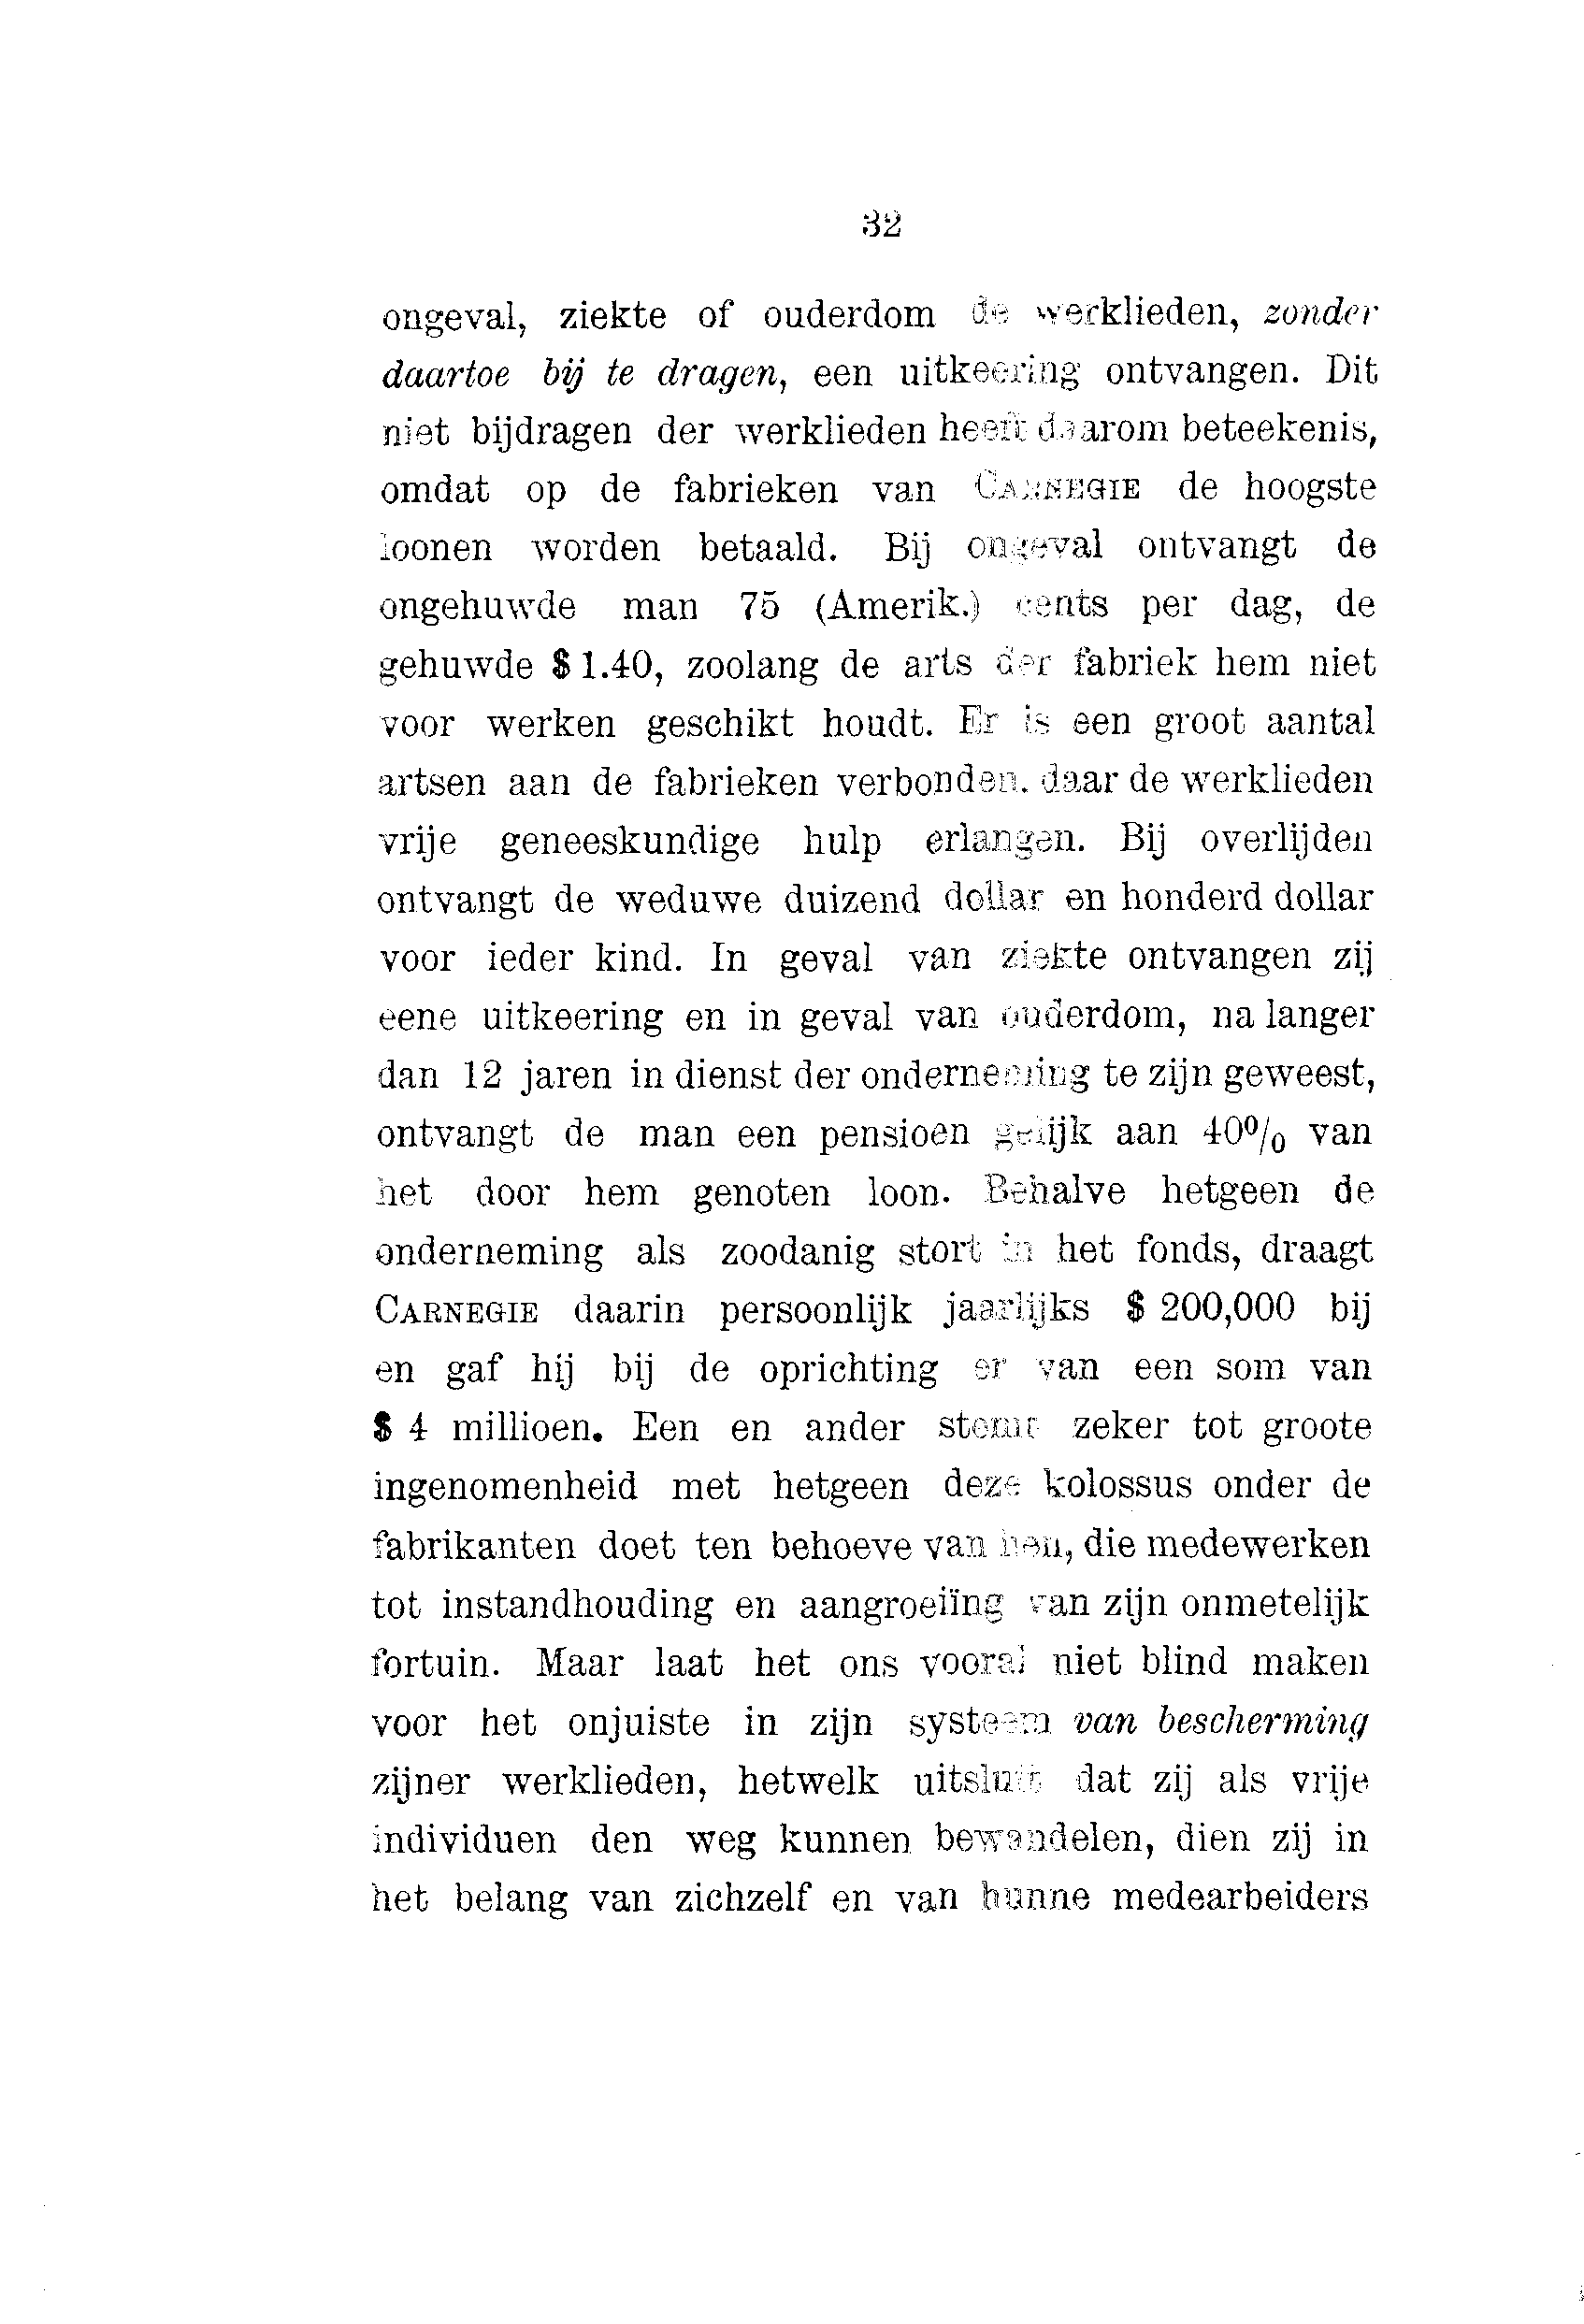 32
ongeval, ziekte of ouderdom de werklieden, zonder
daartoe bij te dragen, een uitkeering ontvangen. Dit
niet bijdragen der werklieden heeft daarom beteekenis,
omdat op de fabrieken van CARNEGIE de hoogste
loonen worden betaald. Bij ongeval ontvangt de
ongehuwde man 75 (Amerik.) cents per dag, de
gehuwde $ 1.40, zoolang de arts der fabriek hem niet
voor werken geschikt houdt. Er is een groot aantal
artsen aan de fabrieken verbonden. daar de werklieden
vrije geneeskundige hulp erlangen. Bij overlijden
ontvangt de weduwe duizend dollar en honderd dollar
voor ieder kind. In geval van ziekte ontvangen zij
eene uitkeering en in geval van ouderdom, na langer
dan 12 jaren in dienst der onderneming te zijn geweest,
ontvangt de man een pensioen gelijk aan 40% van
het door hem genoten loon. Behalve hetgeen de
onderneming als zoodanig stort in het fonds, draagt
CARNEGIE daarin persoonlijk jaarlijks $ 200,000 bij
en gaf hij bij de oprichting er van een som van
$ 4 millioen. Een en ander stemt zeker tot groote
ingenomenheid met hetgeen deze kolossus onder de
fabrikanten doet ten behoeve van hen, die medewerken
tot instandhouding en aangroeiïng van zijn onmetelijk
fortuin. Maar laat het ons vooral niet blind maken
voor het onjuiste in zijn systeem van bescherming
zijner werklieden, hetwelk uitsluit dat zij als vrije
individuen den weg kunnen bewandelen, dien zij in
het belang van zichzelf en van hunne medearbeiders